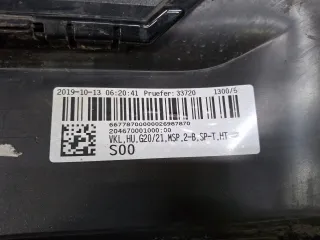 2019-10-13 06:20:41 Pruefer:33720 1300/5
66778700000026987870
204670001000:00
VKL,HU,G20/21,MSP,2-B,SP-T,HT
S00